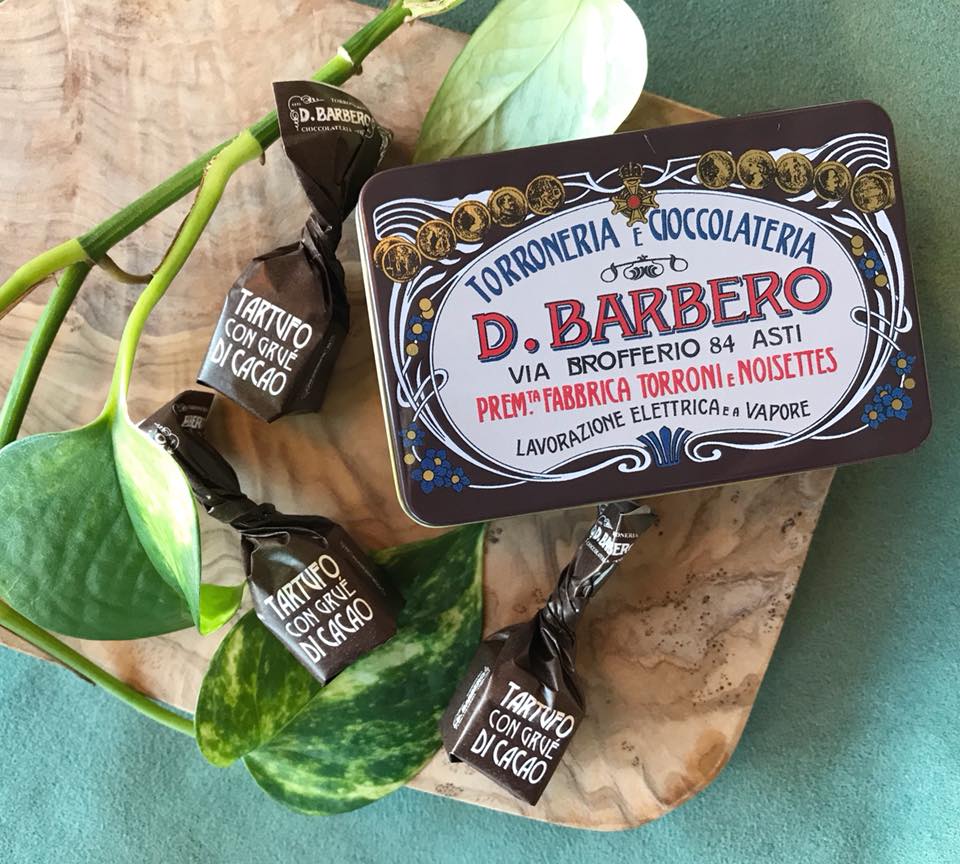 D. BARBERO
CIOCCOLATERIA
TARTUFO
CON GRUÉ
DI CACAO
TORRONERIA E CIOCCOLATERIA
D. BARBERO
VIA BROFFERIO 84 ASTI
PREM.TA FABBRICA TORRONI E NOISETTES
LAVORAZIONE ELETTRICA ED A VAPORE
TARTUFO
CON GRUÉ
DI CACAO
D. BARBERO
TARTUFO
CON GRUÉ
DI CACAO